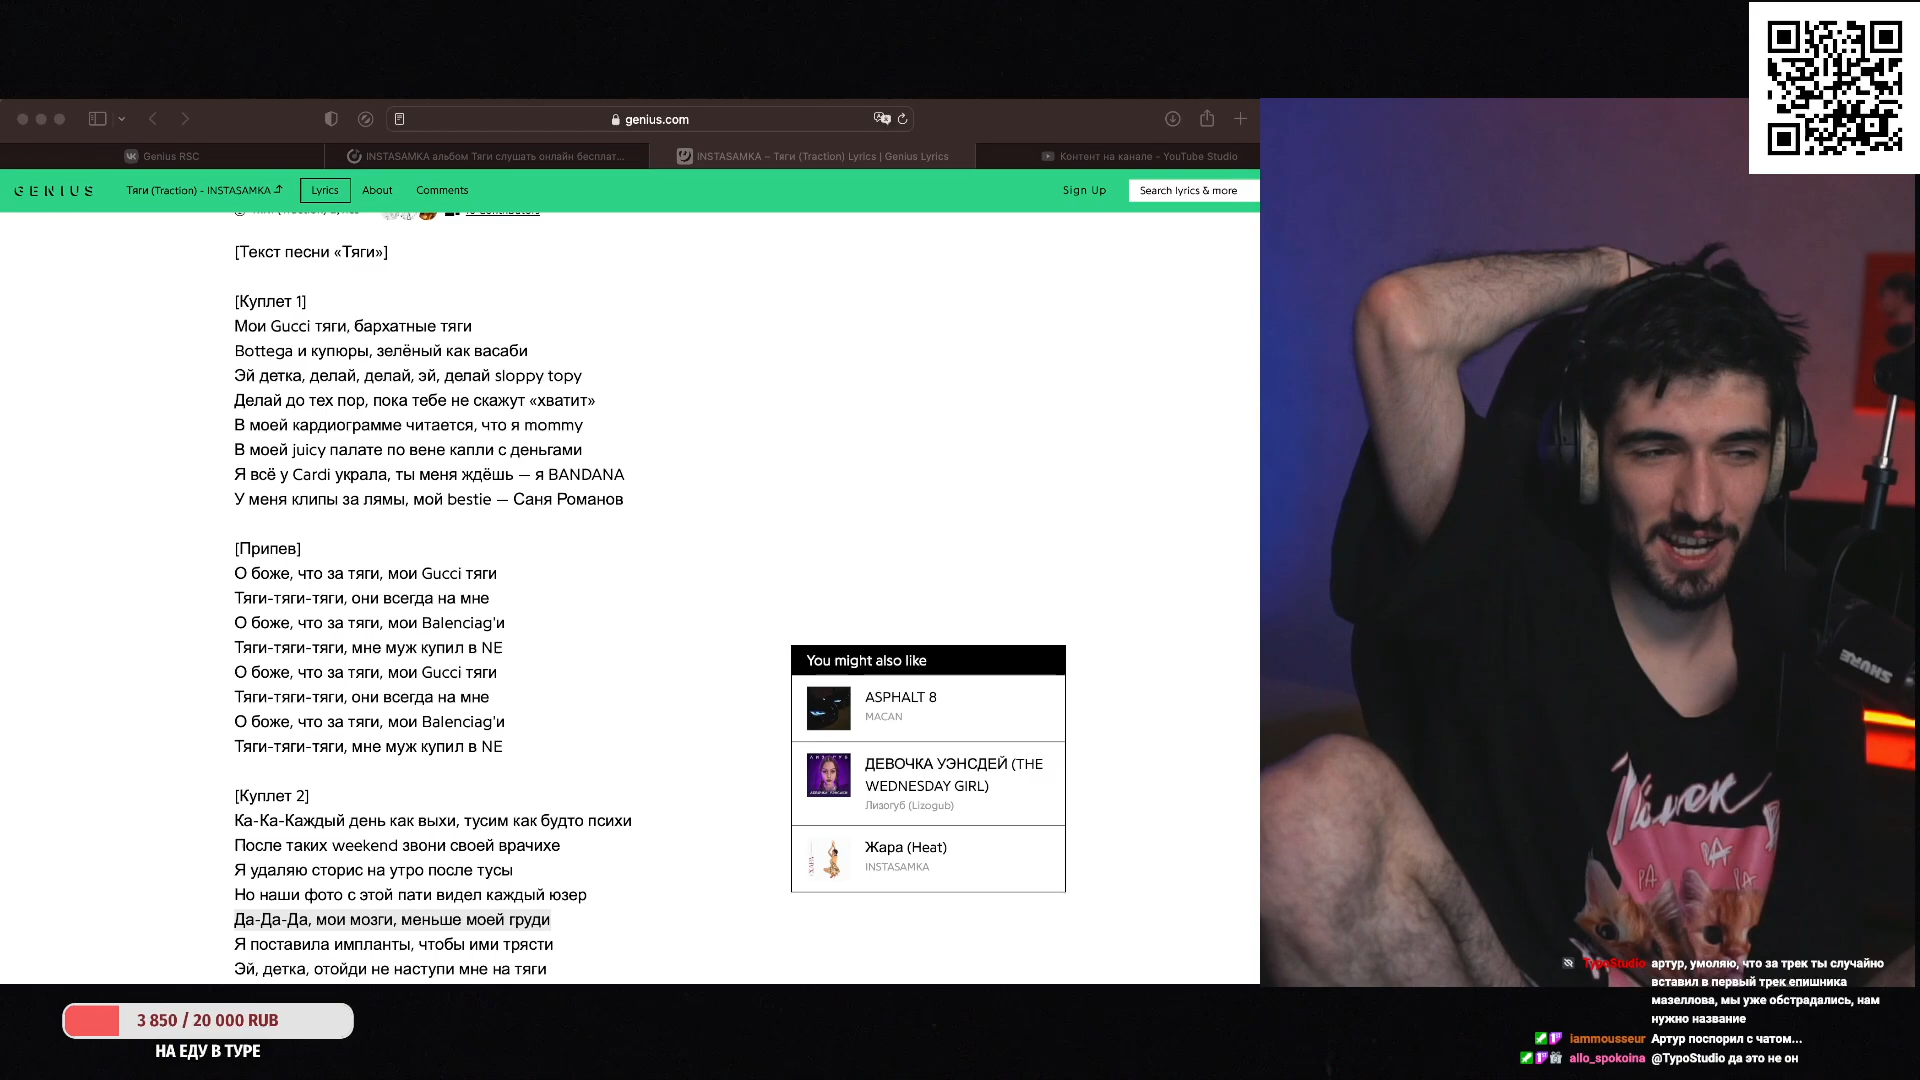 genius.com
Genius RSC
INSTASAMKA альбом Тяги слушать онлайн бесплат...
INSTASAMKA – Тяги (Traction) Lyrics | Genius Lyrics
Контент на канале - YouTube Studio
GENIUS
Тяги (Traction) - INSTASAMKA
Lyrics
About
Comments
Sign Up
Search lyrics & more
[Текст песни «Тяги»]
[Куплет 1]
Мои Gucci тяги, бархатные тяги
Bottega и купюры, зелёный как васаби
Эй детка, делай, делай, эй, делай sloppy topy
Делай до тех пор, пока тебе не скажут «хватит»
В моей кардиограмме читается, что я mommy
В моей juicy палате по вене капли с деньгами
Я всё у Cardi украла, ты меня ждёшь — я BANDANA
У меня клипы за лямы, мой bestie — Саня Романов
[Припев]
О боже, что за тяги, мои Gucci тяги
Тяги-тяги-тяги, они всегда на мне
О боже, что за тяги, мои Balenciag'и
Тяги-тяги-тяги, мне муж купил в NE
О боже, что за тяги, мои Gucci тяги
Тяги-тяги-тяги, они всегда на мне
О боже, что за тяги, мои Balenciag'и
Тяги-тяги-тяги, мне муж купил в NE
[Куплет 2]
Ка-Ка-Каждый день как выхи, тусим как будто психи
После таких weekend звони своей врачихе
Я удаляю сторис на утро после тусы
Но наши фото с этой пати видел каждый юзер
Да-Да-Да, мои мозги, меньше моей груди
Я поставила импланты, чтобы ими трясти
Эй, детка, отойди не наступи мне на тяги
You might also like
ASPHALT 8
MACAN
ДЕВОЧКА УЭНСДЕЙ (THE
WEDNESDAY GIRL)
Лизогуб (Lizogub)
Жара (Heat)
INSTASAMKA
SHURE
PA
PA
PA
TypoStudio артур, умоляю, что за трек ты случайно
вставил в первый трек епишника
мазеллова, мы уже обстрадались, нам
нужно название
iammousseur Артур поспорил с чатом...
allo_spokoina @TypoStudio да это не он
3 850 / 20 000 RUB
НА ЕДУ В ТУРЕ